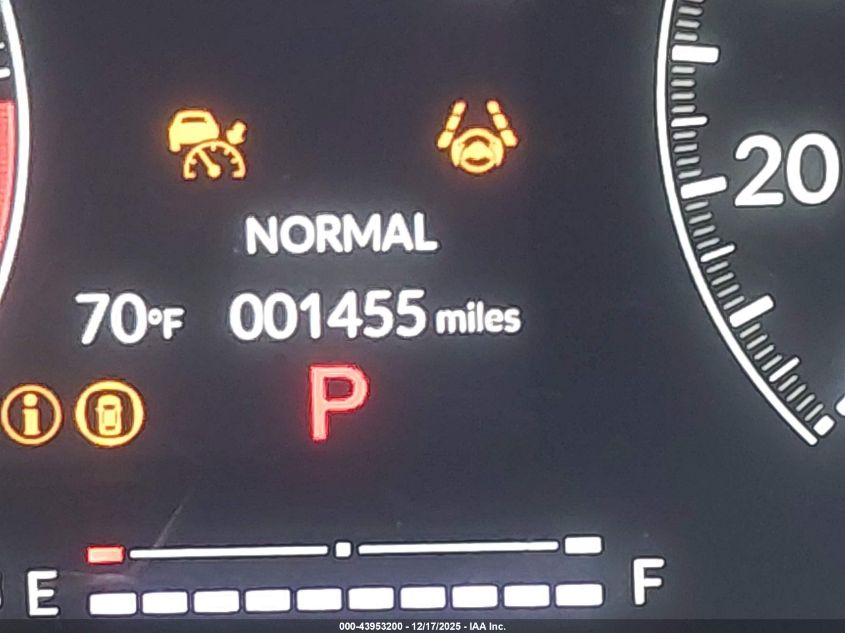 20
NORMAL
70°F 001455 miles
i
P
E F
000-43953200 - 12/17/2025 - IAA Inc.